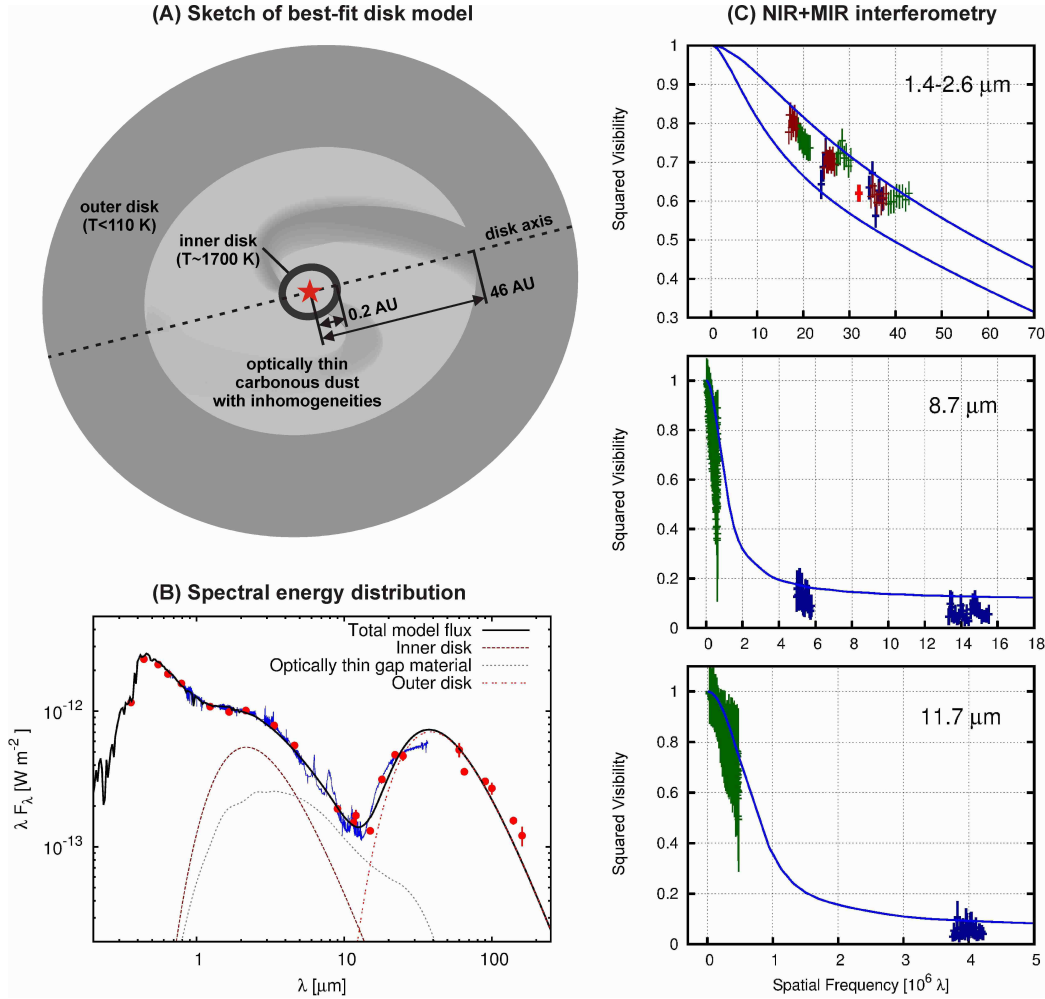 (A) Sketch of best-fit disk model
outer disk
(T<110 K)
inner disk
(T~1700 K)
disk axis
46 AU
0.2 AU
optically thin
carbonous dust
with inhomogeneities
(B) Spectral energy distribution
Total model flux
Inner disk
Optically thin gap material
Outer disk
λ Fλ [W m-2]
10-12
10-13
1
10
100
λ [μm]
(C) NIR+MIR interferometry
1.4-2.6 μm
Squared Visibility
1
0.9
0.8
0.7
0.6
0.5
0.4
0.3
0 10 20 30 40 50 60 70
8.7 μm
Squared Visibility
1
0.8
0.6
0.4
0.2
0
0 2 4 6 8 10 12 14 16 18
11.7 μm
Squared Visibility
1
0.8
0.6
0.4
0.2
0
0 1 2 3 4 5
Spatial Frequency [10⁶ λ]